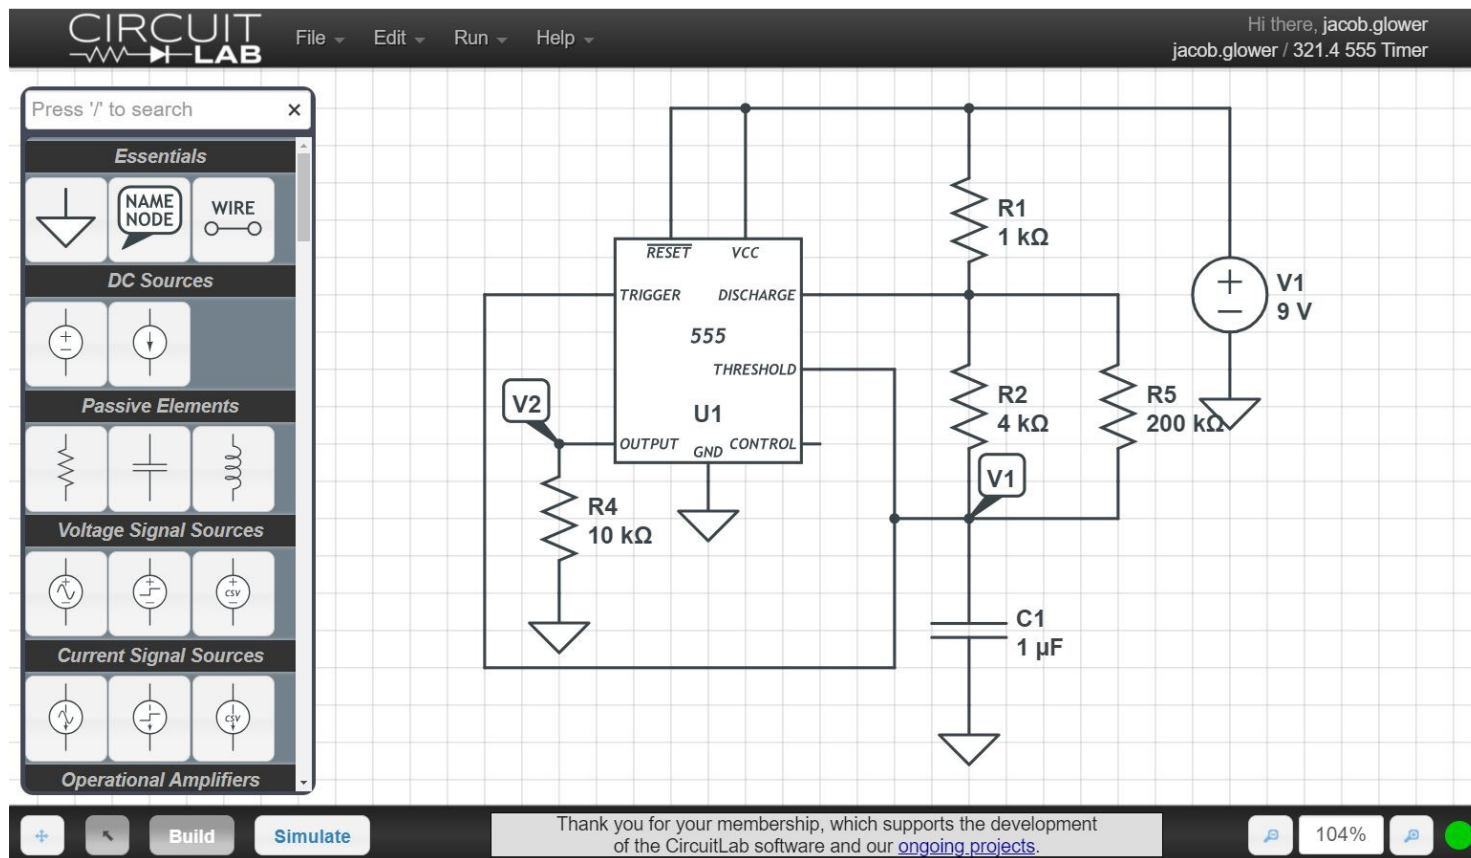 CIRCUIT
LAB
File
Edit
Run
Help
Hi there, jacob.glower
jacob.glower / 321.4 555 Timer
Press '/' to search
×
Essentials
NAME
NODE
WIRE
DC Sources
Passive Elements
Voltage Signal Sources
csv
Current Signal Sources
csv
Operational Amplifiers
RESET
VCC
TRIGGER
DISCHARGE
555
THRESHOLD
U1
OUTPUT
GND
CONTROL
V2
R4
10 kΩ
R1
1 kΩ
R2
4 kΩ
R5
200 kΩ
V1
9 V
V1
C1
1 µF
Build
Simulate
Thank you for your membership, which supports the development
of the CircuitLab software and our ongoing projects.
104%